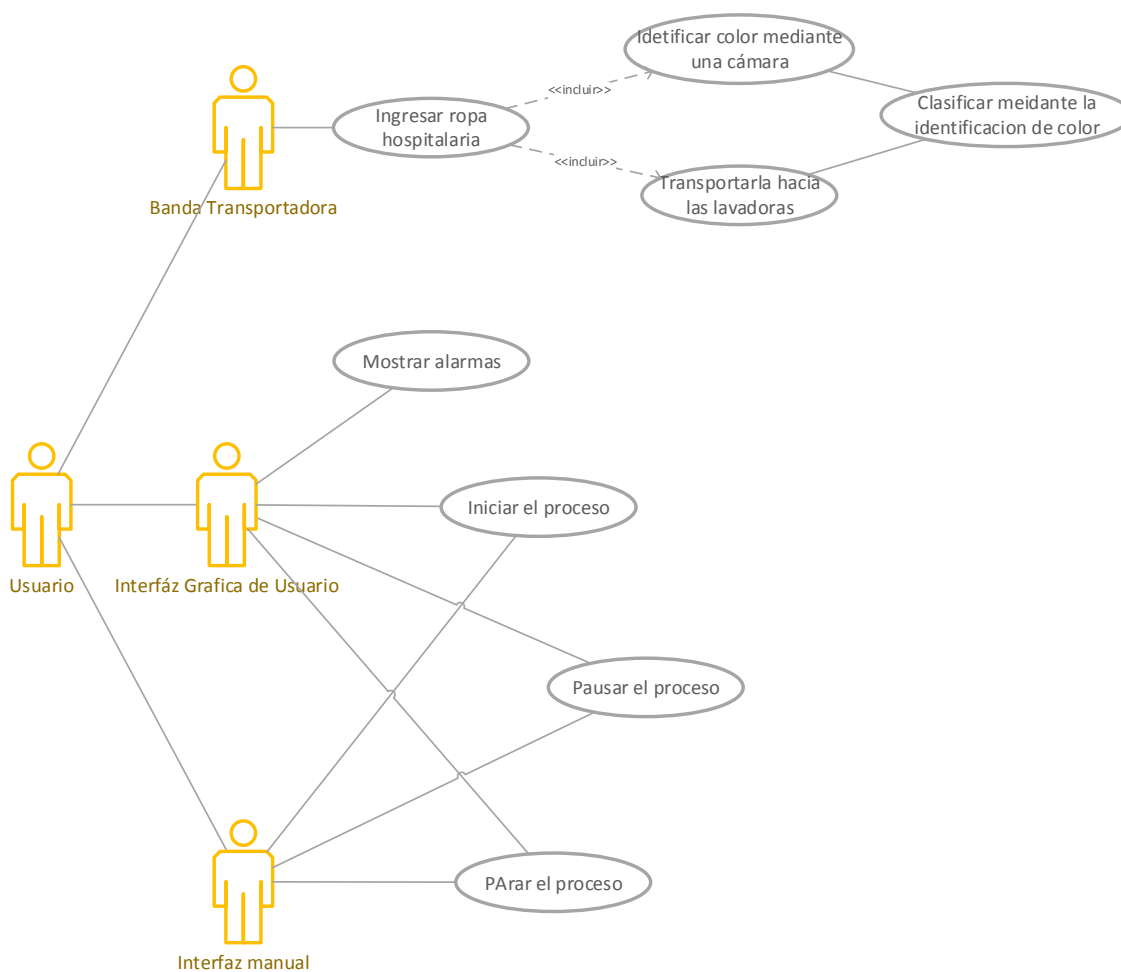 Idetificar color mediante
una cámara
<<incluir>>
Ingresar ropa
hospitalaria
Clasificar meidante la
identificacion de color
<<incluir>>
Transportarla hacia
las lavadoras
Banda Transportadora
Mostrar alarmas
Iniciar el proceso
Usuario
Interfáz Grafica de Usuario
Pausar el proceso
PArar el proceso
Interfaz manual